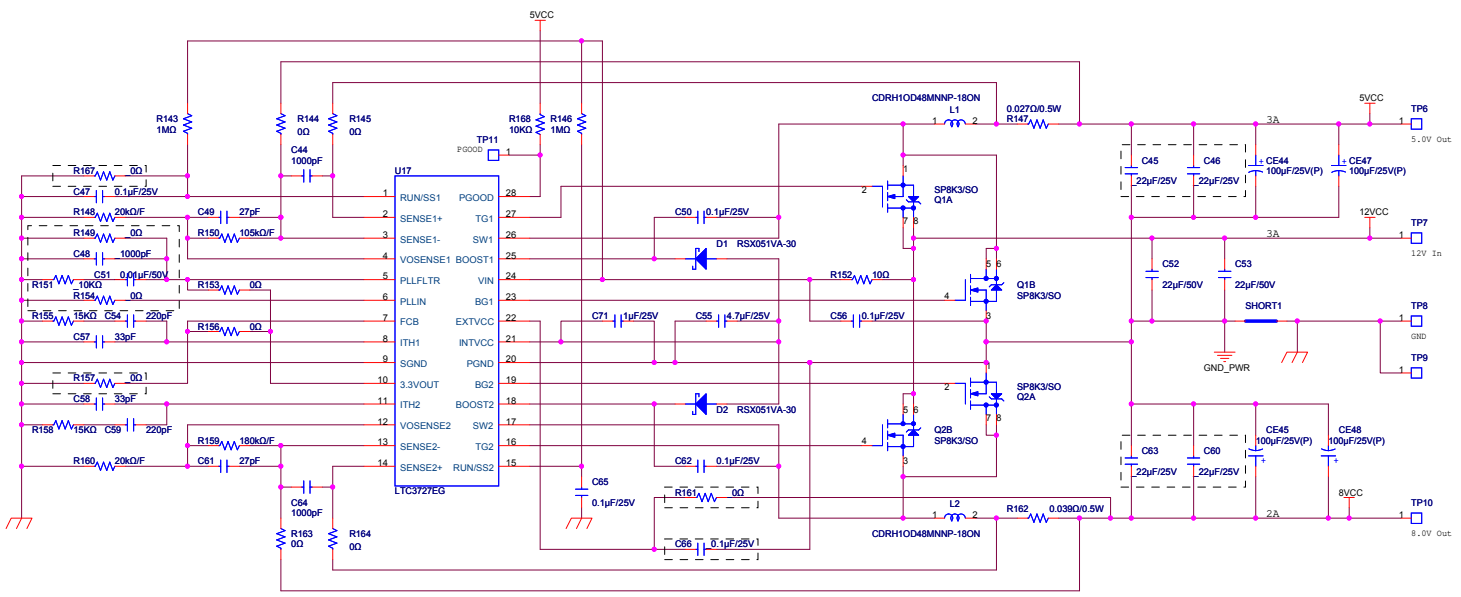 5VCC
R143
1MΩ
R144
0Ω
R145
0Ω
C44
1000pF
R168
10KΩ
R146
1MΩ
TP11
PGOOD
1
CDRH1OD48MNNP-18ON
L1
1 2
0.027Ω/0.5W
R147
3A
5VCC
TP6
1
5.0V Out
R167 0Ω
C47 0.1µF/25V
R148 20kΩ/F
C49 27pF
R149 0Ω
R150 105kΩ/F
C48 1000pF
C51 0.01µF/50V
R151 10KΩ
R153 0Ω
R154 0Ω
R155 15KΩ C54 220pF
R156 0Ω
C57 33pF
R157 0Ω
C58 33pF
R158 15KΩ C59 220pF
R159 180kΩ/F
R160 20kΩ/F
C61 27pF
C64
1000pF
R163
0Ω
R164
0Ω
U17
1 RUN/SS1 PGOOD 28
2 SENSE1+ TG1 27
3 SENSE1- SW1 26
4 VOSENSE1 BOOST1 25
5 PLLFLTR VIN 24
6 PLLIN BG1 23
7 FCB EXTVCC 22
8 ITH1 INTVCC 21
9 SGND PGND 20
10 3.3VOUT BG2 19
11 ITH2 BOOST2 18
12 VOSENSE2 SW2 17
13 SENSE2- TG2 16
14 SENSE2+ RUN/SS2 15
LTC3727EG
C50 0.1µF/25V
D1 RSX051VA-30
R152 10Ω
C71 1µF/25V
C55 4.7µF/25V
C56 0.1µF/25V
D2 RSX051VA-30
C62 0.1µF/25V
C65
0.1µF/25V
R161 0Ω
C66 0.1µF/25V
1
2
7 8
SP8K3/SO
Q1A
5 6
4
3
Q1B
SP8K3/SO
1
2
7 8
SP8K3/SO
Q2A
5 6
4
3
Q2B
SP8K3/SO
L2
1 2
CDRH1OD48MNNP-18ON
R162 0.039Ω/0.5W
C45
22µF/25V
C46
22µF/25V
CE44
+ 100µF/25V(P)
CE47
+ 100µF/25V(P)
12VCC
3A
TP7
1
12V In
C52
22µF/50V
C53
22µF/50V
SHORT1
GND_PWR
TP8
1
GND
TP9
1
C63
22µF/25V
C60
22µF/25V
CE45
100µF/25V(P)
+
CE48
100µF/25V(P)
+
8VCC
2A
TP10
1
8.0V Out